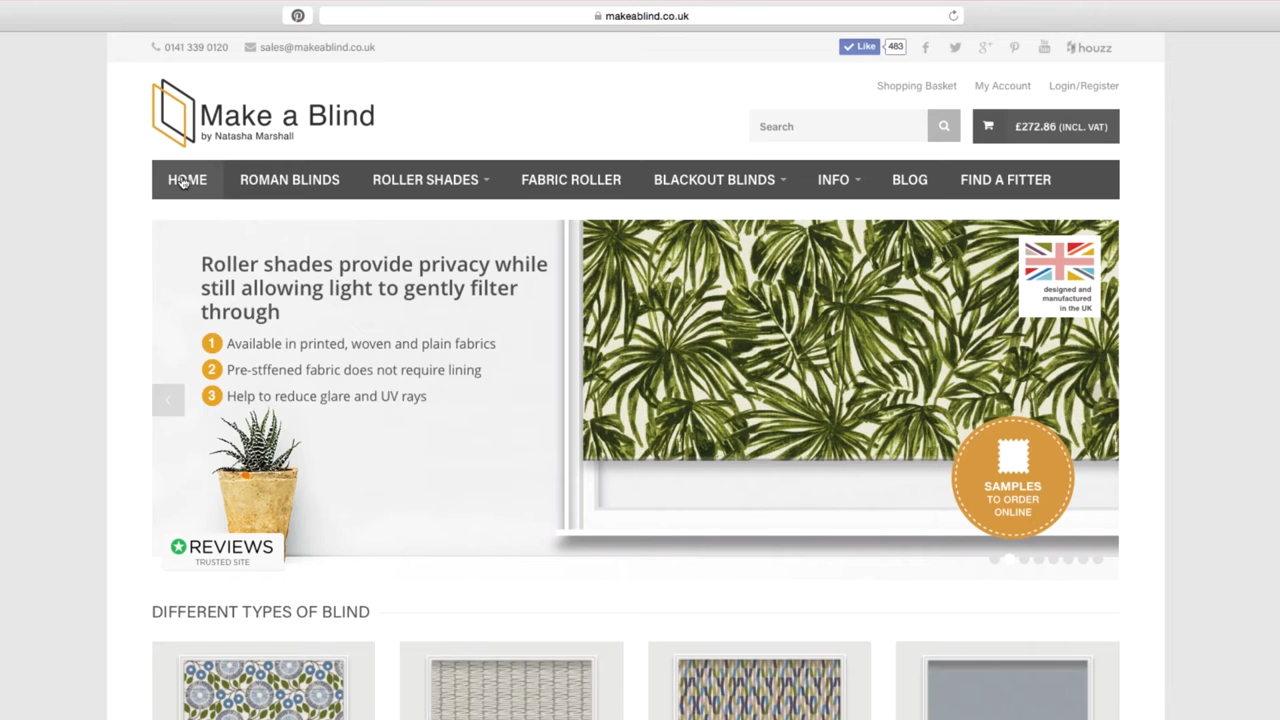 makeablind.co.uk
0141 339 0120 sales@makeablind.co.uk
Like 483 houzz
Shopping Basket My Account Login/Register
Make a Blind
by Natasha Marshall
Search
£272.86 (INCL. VAT)
HOME ROMAN BLINDS ROLLER SHADES FABRIC ROLLER BLACKOUT BLINDS INFO BLOG FIND A FITTER
Roller shades provide privacy while
still allowing light to gently filter
through
1 Available in printed, woven and plain fabrics
2 Pre-stffened fabric does not require lining
3 Help to reduce glare and UV rays
designed and
manufactured
in the UK
SAMPLES
TO ORDER
ONLINE
REVIEWS
TRUSTED SITE
DIFFERENT TYPES OF BLIND